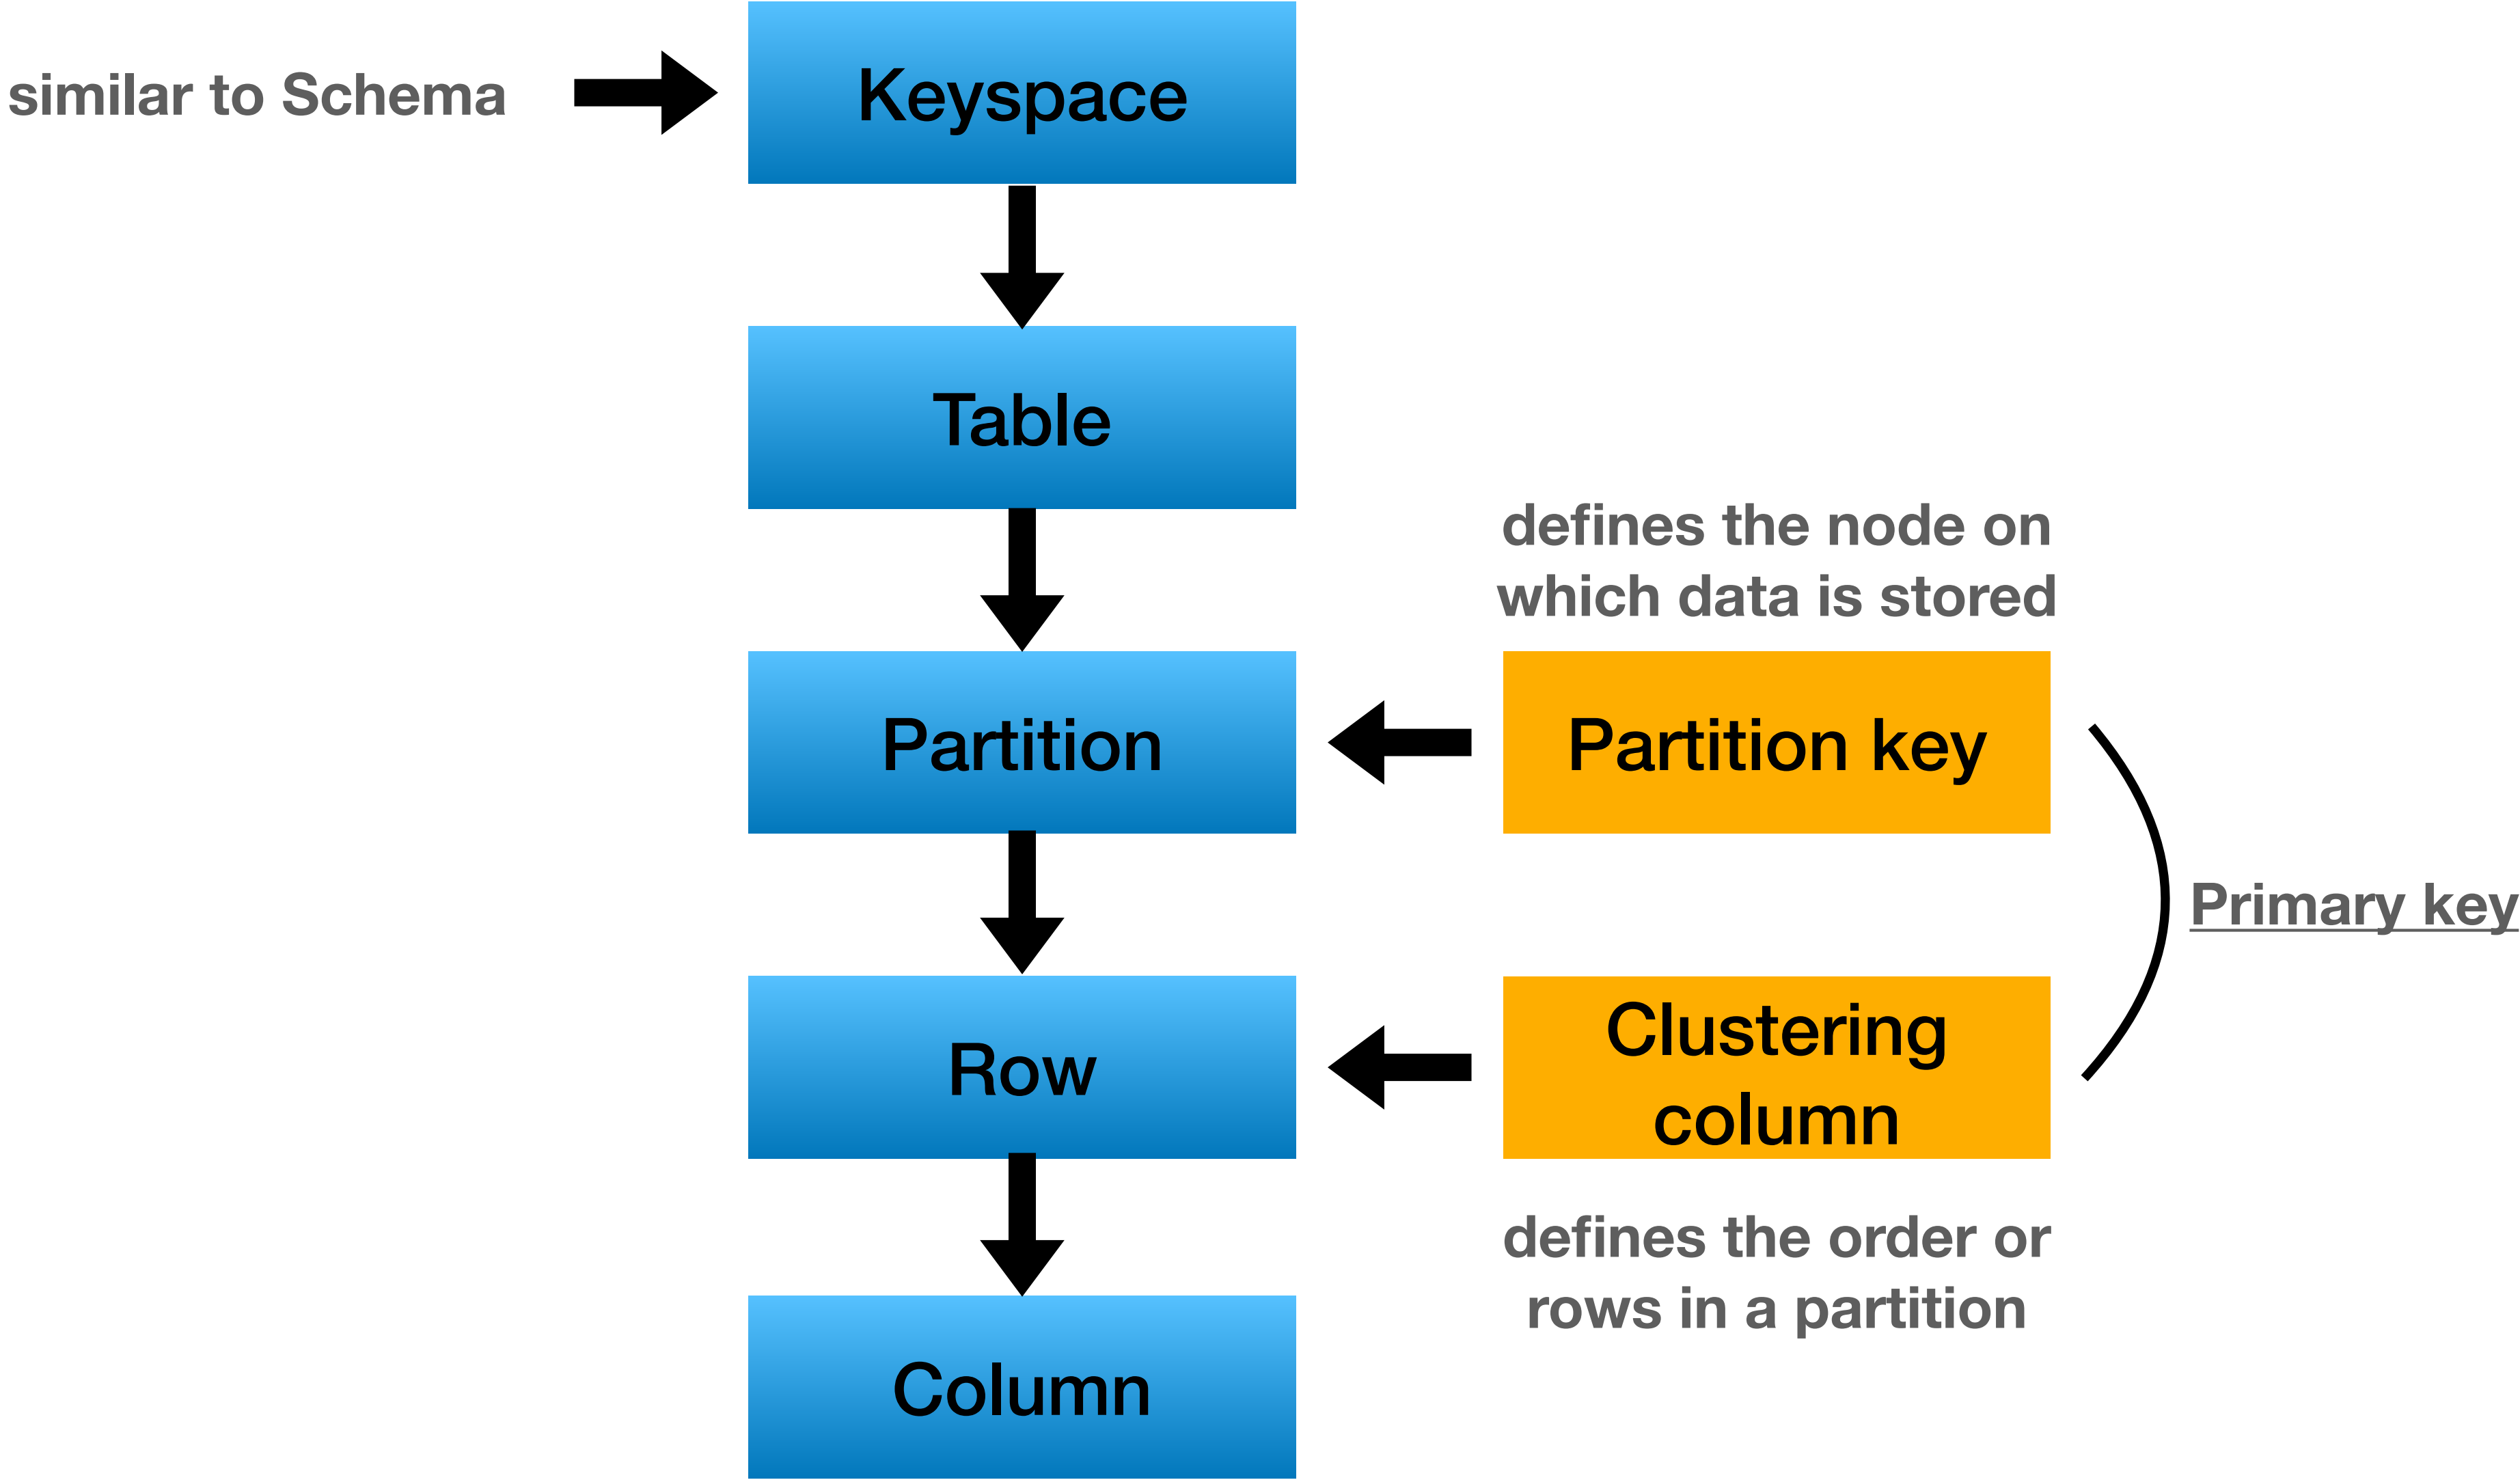 similar to Schema
Keyspace
Table
defines the node on
which data is stored
Partition
Partition key
Primary key
Row
Clustering
column
defines the order or
rows in a partition
Column